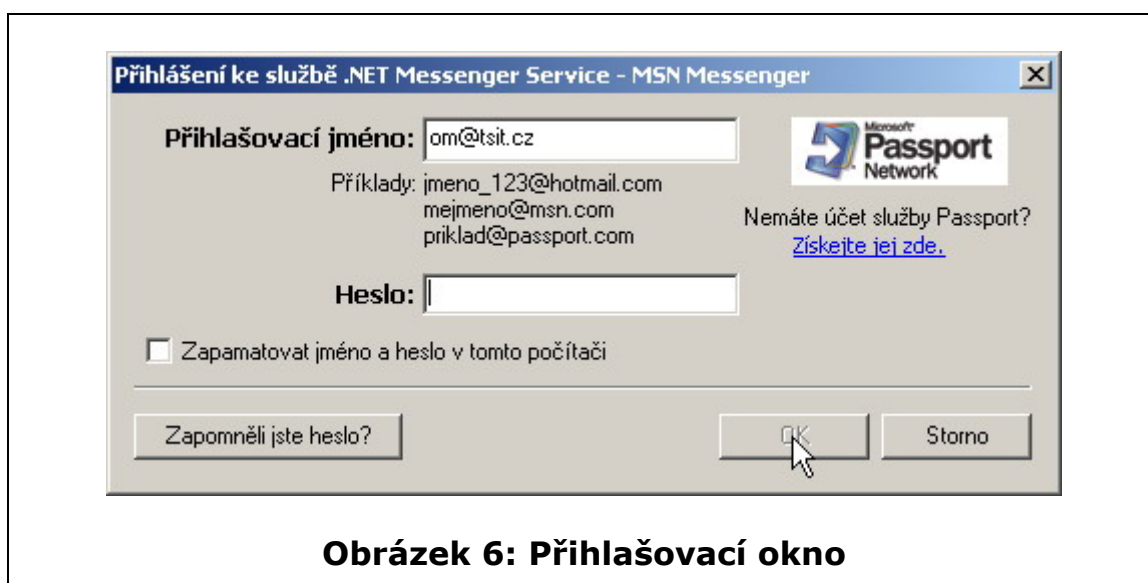 Přihlášení ke službě .NET Messenger Service - MSN Messenger
Přihlašovací jméno: om@tsit.cz
Příklady: jmeno_123@hotmail.com
mejmeno@msn.com
priklad@passport.com
Microsoft
Passport
Network
Nemáte účet služby Passport?
Získejte jej zde.
Heslo:
Zapamatovat jméno a heslo v tomto počítači
Zapomněli jste heslo?
OK
Storno
Obrázek 6: Přihlašovací okno